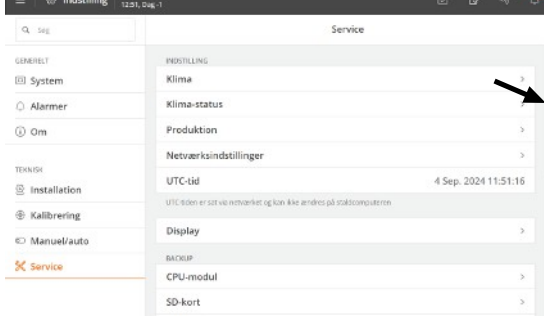 Indstilling 12:51, Dag -1
Søg
Service
GENERELT
System
Alarmer
Om
TEKNISK
Installation
Kalibrering
Manuel/auto
Service
INDSTILLING
Klima
Klima-status
Produktion
Netværksindstillinger
UTC-tid 4 Sep. 2024 11:51:16
UTC-tiden er sat via netværket og kan ikke ændres på staldcomputeren
Display
BACKUP
CPU-modul
SD-kort